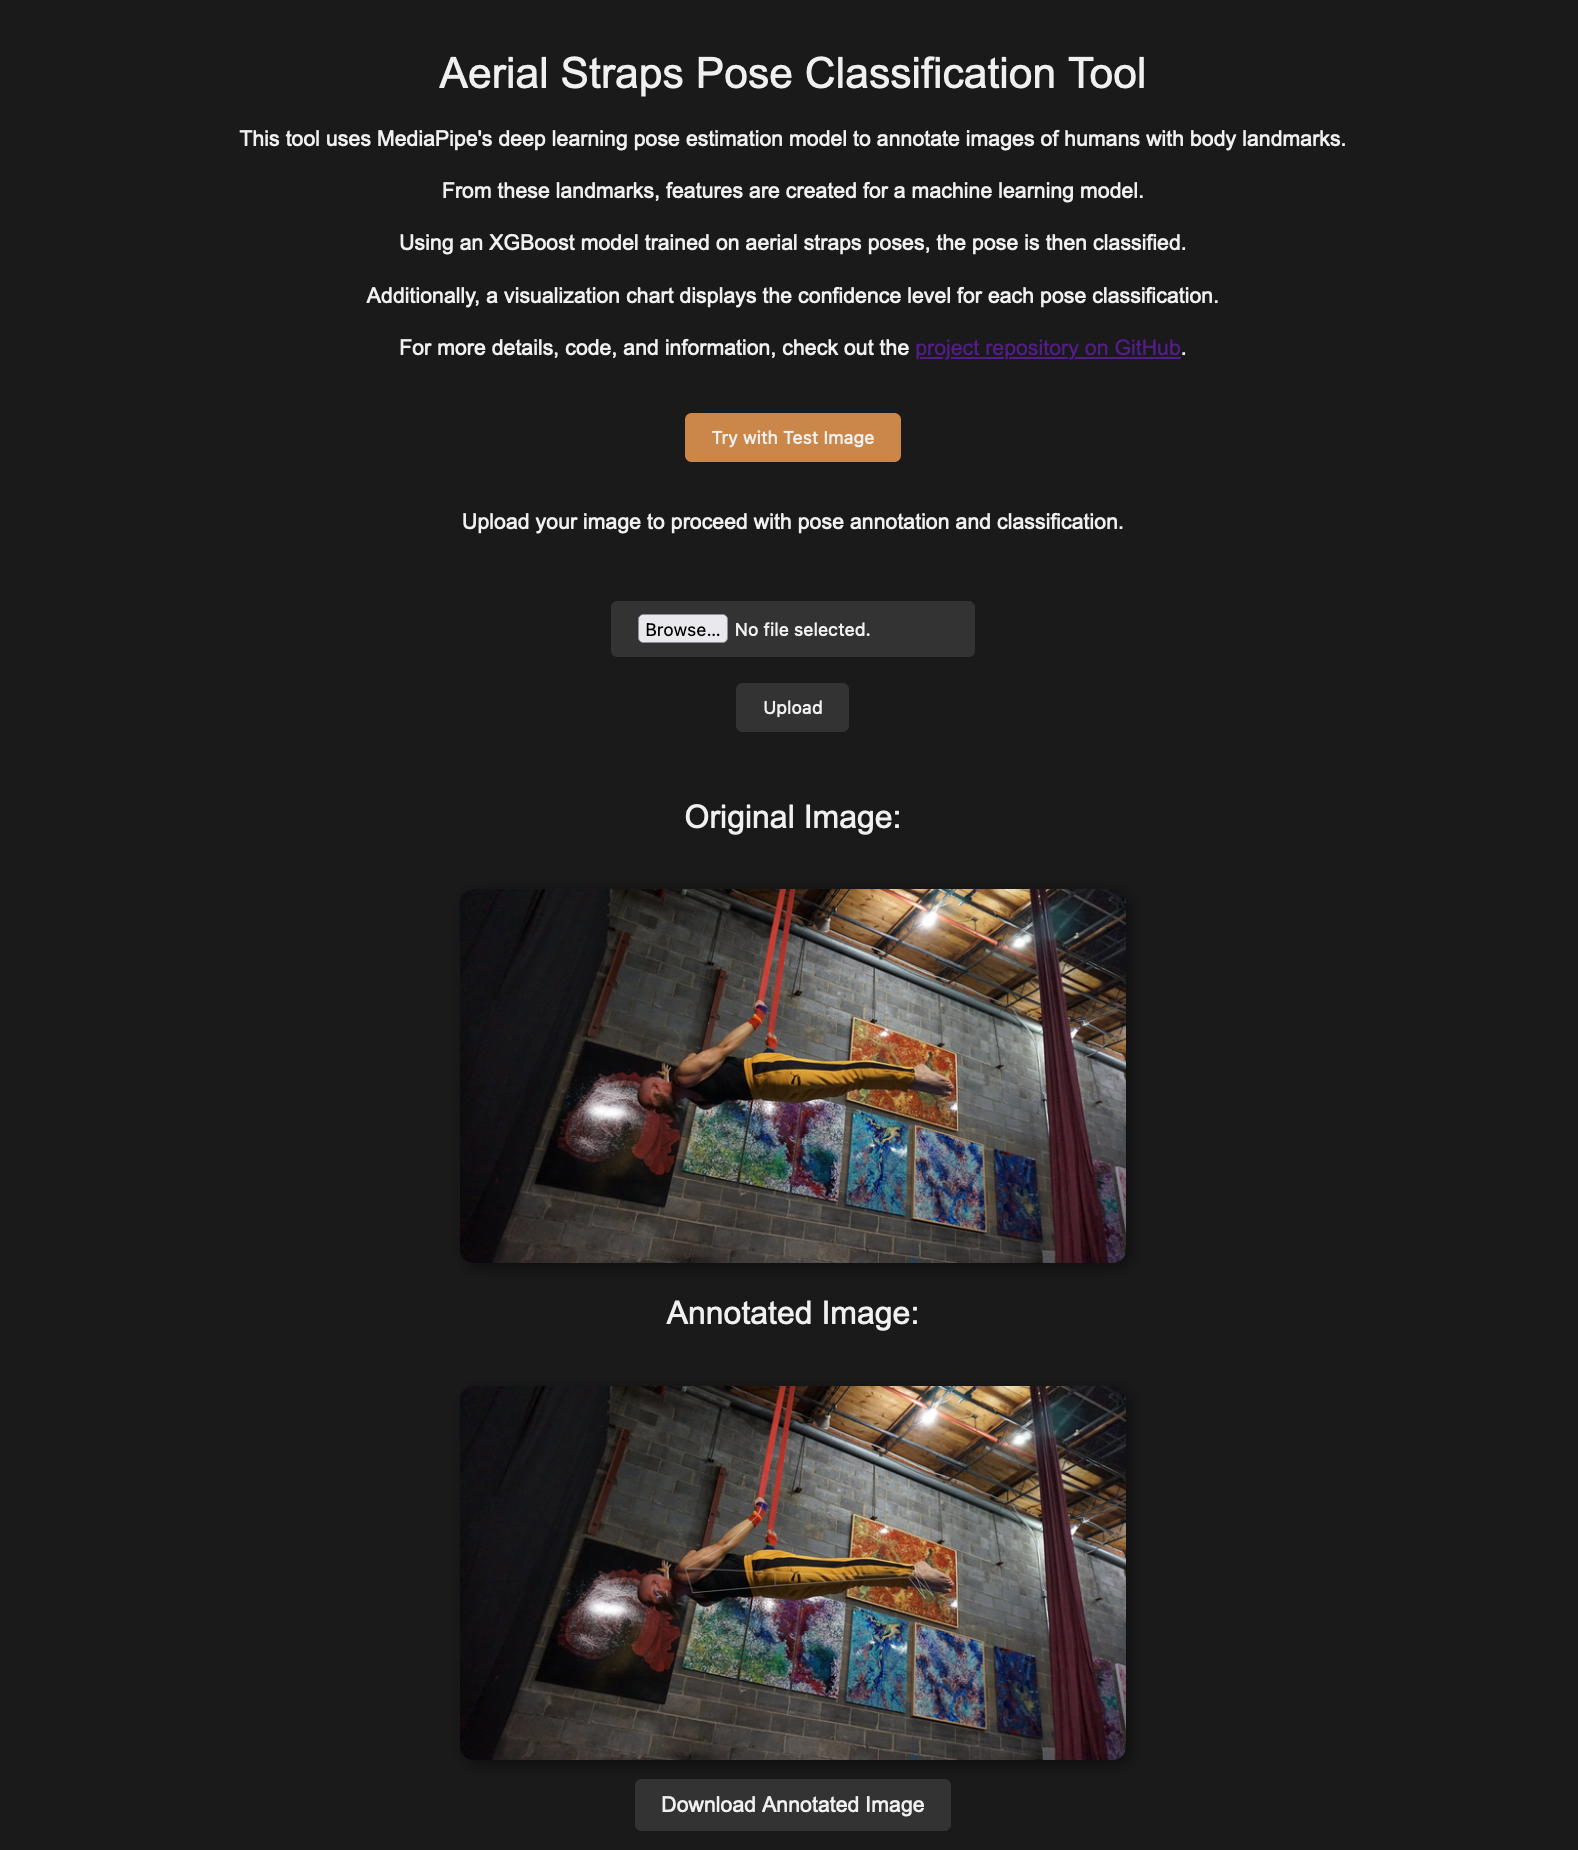 Aerial Straps Pose Classification Tool
This tool uses MediaPipe's deep learning pose estimation model to annotate images of humans with body landmarks.
From these landmarks, features are created for a machine learning model.
Using an XGBoost model trained on aerial straps poses, the pose is then classified.
Additionally, a visualization chart displays the confidence level for each pose classification.
For more details, code, and information, check out the project repository on GitHub.
Try with Test Image
Upload your image to proceed with pose annotation and classification.
Browse... No file selected.
Upload
Original Image:
Annotated Image:
Download Annotated Image